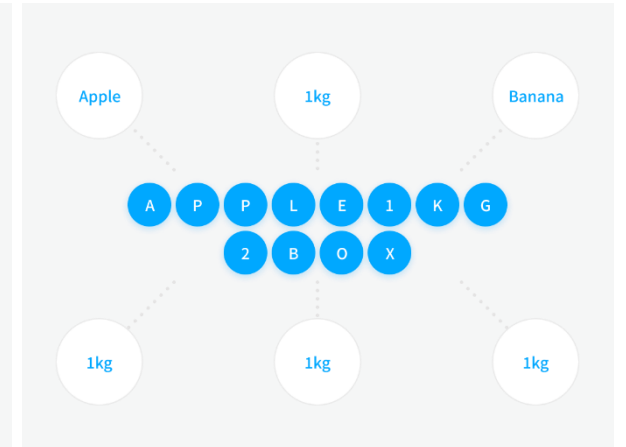 Apple
1kg
Banana
A P P L E 1 K G
2 B O X
1kg
1kg
1kg